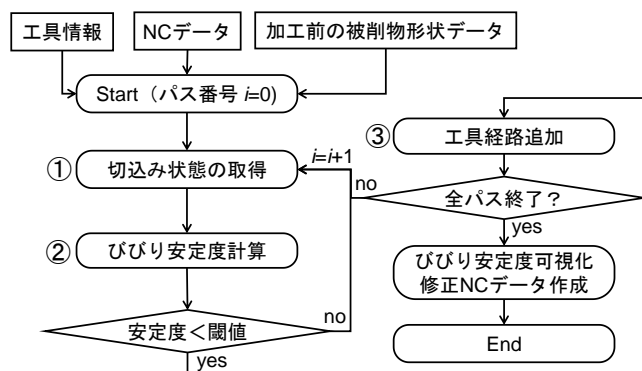 工具情報
NCデータ
加工前の被削物形状データ
Start（パス番号 i=0)
① 切込み状態の取得
i=i+1
② びびり安定度計算
安定度＜閾値
no
yes
③ 工具経路追加
全パス終了？
no
yes
びびり安定度可視化
修正NCデータ作成
End